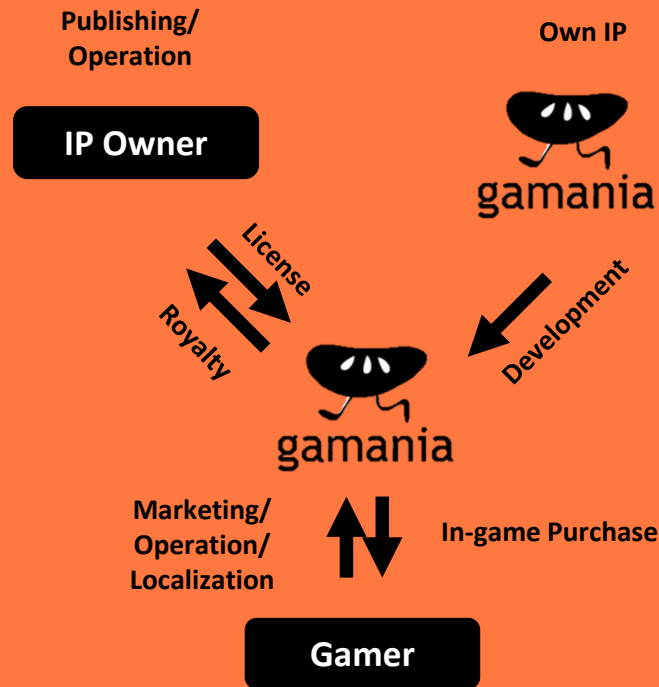 Publishing/
Operation
Own IP
IP Owner
gamania
License
Royalty
Development
gamania
Marketing/
Operation/
Localization
In-game Purchase
Gamer